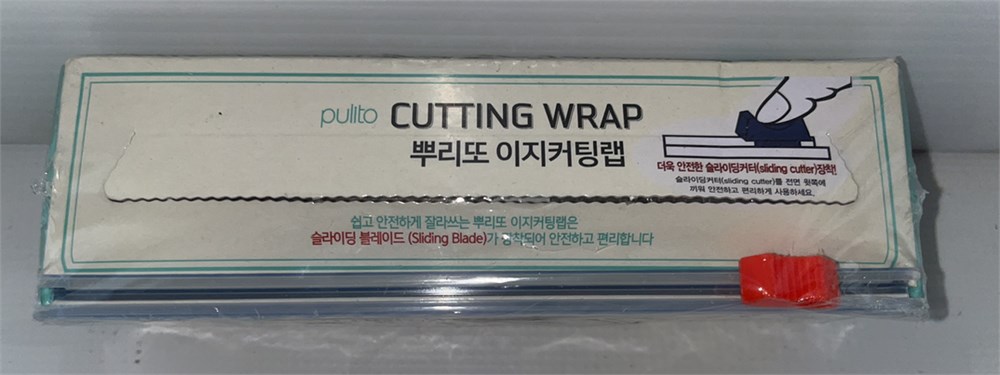 pulito CUTTING WRAP
뿌리또 이지커팅랩
더욱 안전한 슬라이딩커터(sliding cutter)장착!
슬라이딩커터(sliding cutter)를 전면 윗쪽에
끼워 안전하고 편리하게 사용하세요.
쉽고 안전하게 잘라쓰는 뿌리또 이지커팅랩은
슬라이딩 블레이드 (Sliding Blade)가 장착되어 안전하고 편리합니다